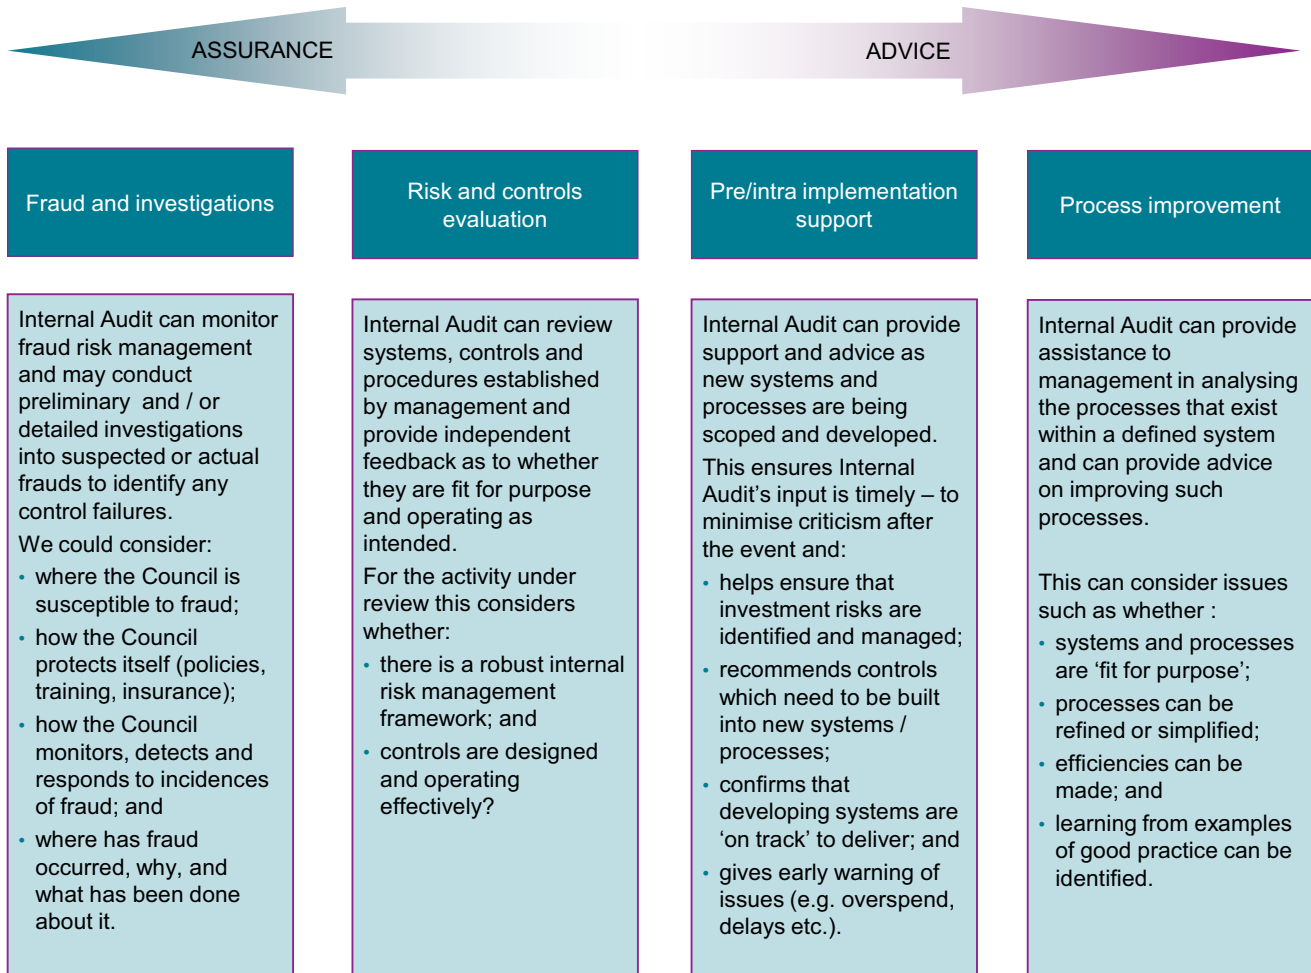 ASSURANCE
ADVICE
Fraud and investigations
Risk and controls
evaluation
Pre/intra implementation
support
Process improvement
Internal Audit can monitor
fraud risk management
and may conduct
preliminary and / or
detailed investigations
into suspected or actual
frauds to identify any
control failures.
We could consider:
• where the Council is
susceptible to fraud;
• how the Council
protects itself (policies,
training, insurance);
• how the Council
monitors, detects and
responds to incidences
of fraud; and
• where has fraud
occurred, why, and
what has been done
about it.
Internal Audit can review
systems, controls and
procedures established
by management and
provide independent
feedback as to whether
they are fit for purpose
and operating as
intended.
For the activity under
review this considers
whether:
• there is a robust internal
risk management
framework; and
• controls are designed
and operating
effectively?
Internal Audit can provide
support and advice as
new systems and
processes are being
scoped and developed.
This ensures Internal
Audit’s input is timely – to
minimise criticism after
the event and:
• helps ensure that
investment risks are
identified and managed;
• recommends controls
which need to be built
into new systems /
processes;
• confirms that
developing systems are
‘on track’ to deliver; and
• gives early warning of
issues (e.g. overspend,
delays etc.).
Internal Audit can provide
assistance to
management in analysing
the processes that exist
within a defined system
and can provide advice
on improving such
processes.
This can consider issues
such as whether :
• systems and processes
are ‘fit for purpose’;
• processes can be
refined or simplified;
• efficiencies can be
made; and
• learning from examples
of good practice can be
identified.